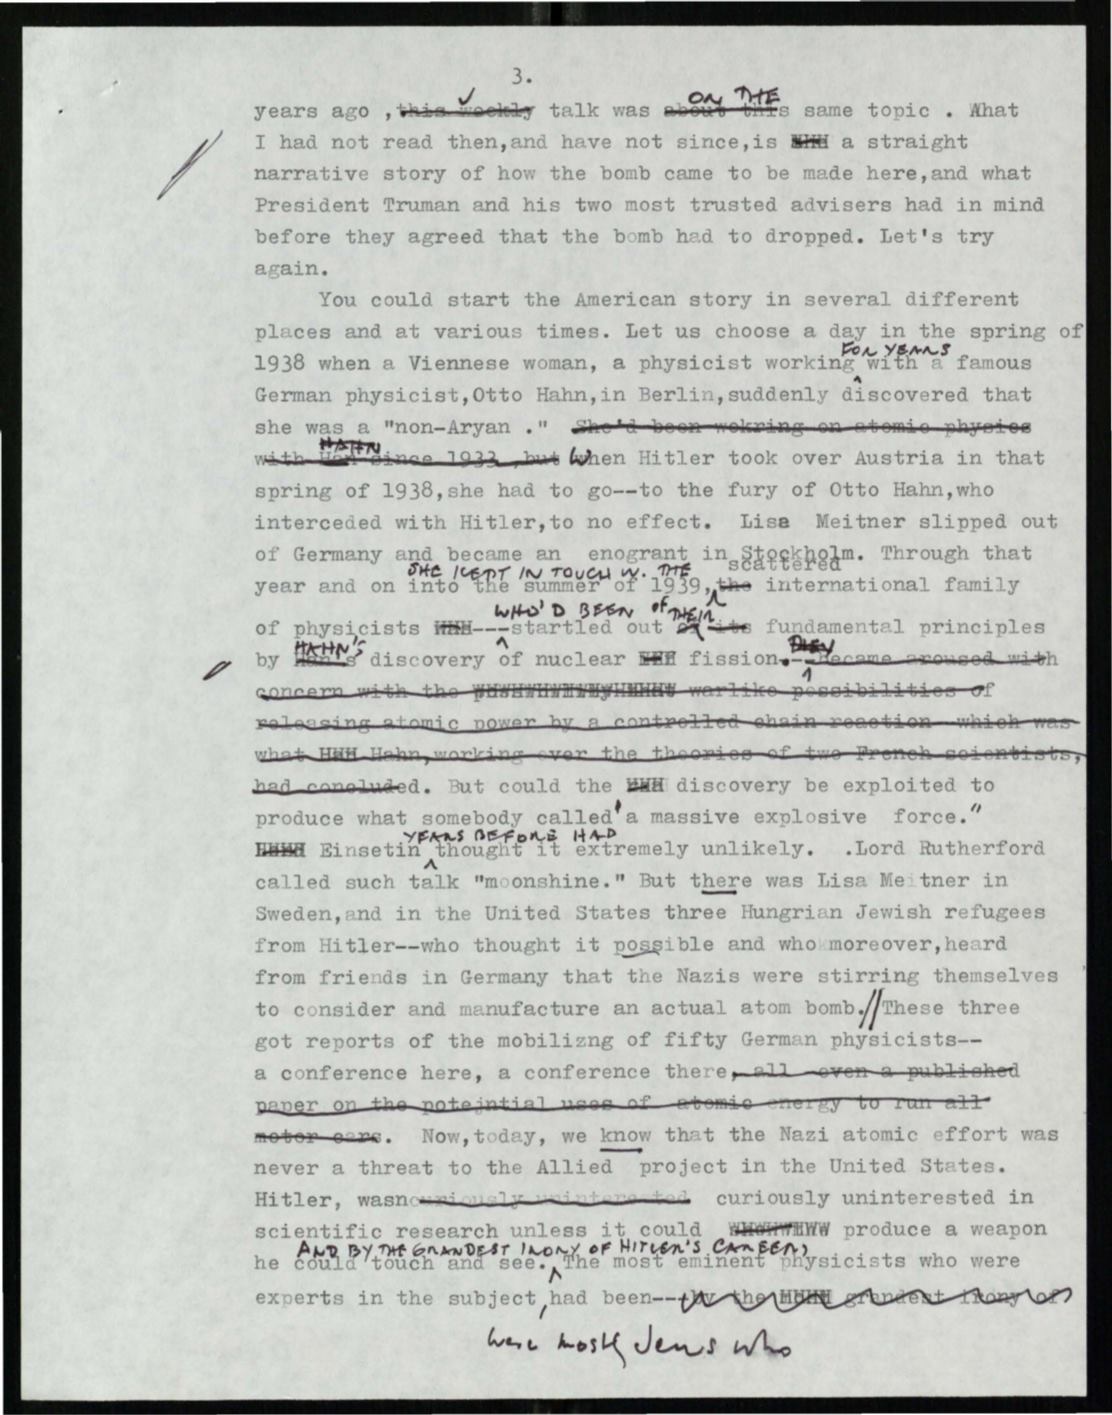 3.
ON THE
years ago ,this weekly talk was about this same topic . What
I had not read then,and have not since,is a straight
narrative story of how the bomb came to be made here,and what
President Truman and his two most trusted advisers had in mind
before they agreed that the bomb had to dropped. Let's try
again.
You could start the American story in several different
places and at various times. Let us choose a day in the spring of
FOR YEARS
1938 when a Viennese woman, a physicist working with a famous
German physicist,Otto Hahn,in Berlin,suddenly discovered that
she was a "non-Aryan ." She'd been wokring on atomic physics
HAHN
with Han since 1933 ,but When Hitler took over Austria in that
spring of 1938,she had to go--to the fury of Otto Hahn,who
interceded with Hitler,to no effect. Lise Meitner slipped out
of Germany and became an enogrant in Stockholm. Through that
SHE KEPT IN TOUCH W. THE scattered
year and on into the summer of 1939,the international family
WHO'D BEEN OF THEIR
of physicists ---startled out of its fundamental principles
HAHN'S
by Han's discovery of nuclear fission.--became aroused with
concern with the warlike possibilities of
releasing atomic power by a controlled chain reaction--which was
what Hahn,working over the theories of two French scientists,
had concluded. But could the discovery be exploited to
produce what somebody called 'a massive explosive force."
YEARS BEFORE HAD
Einsetin thought it extremely unlikely. .Lord Rutherford
called such talk "moonshine." But there was Lisa Meitner in
Sweden,and in the United States three Hungrian Jewish refugees
from Hitler--who thought it possible and who moreover,heard
from friends in Germany that the Nazis were stirring themselves
to consider and manufacture an actual atom bomb.//These three
got reports of the mobilizng of fifty German physicists--
a conference here, a conference there,-all -even a published
paper on the potejntial uses of atomic energy to run all
motor cars. Now,today, we know that the Nazi atomic effort was
never a threat to the Allied project in the United States.
Hitler, wasncuriously uninterested curiously uninterested in
scientific research unless it could produce a weapon
AND BY THE GRANDEST IRONY OF HITLER'S CAREER,
he could touch and see. The most eminent physicists who were
experts in the subject,had been--by the grandest irony of
were mostly Jews who